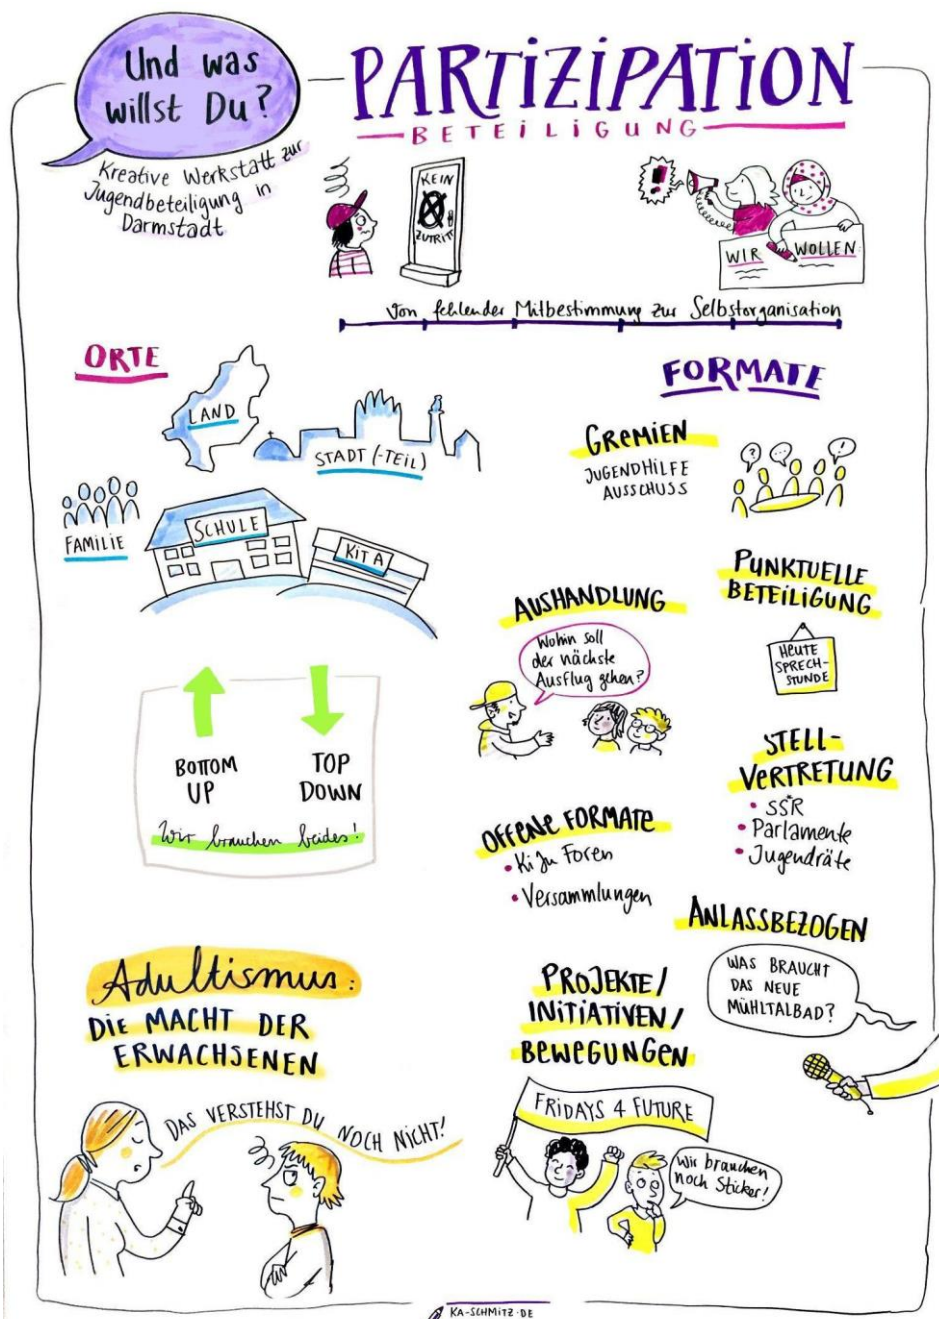 Und was
willst Du?
Kreative Werkstatt zur
Jugendbeteiligung in
Darmstadt
PARTIZIPATION
BETEILIGUNG
KEIN
ZUTRITT
WIR WOLLEN:
Von fehlender Mitbestimmung zur Selbstorganisation
ORTE
LAND
STADT (-TEIL)
FAMILIE
SCHULE
KITA
BOTTOM
UP
TOP
DOWN
Wir brauchen beides!
Adultismus:
DIE MACHT DER
ERWACHSENEN
DAS VERSTEHST DU NOCH NICHT!
FORMATE
GREMIEN
JUGENDHILFE
AUSSCHUSS
? ... !
PUNKTUELLE
BETEILIGUNG
HEUTE
SPRECH-
STUNDE
AUSHANDLUNG
Wohin soll
der nächste
Ausflug gehen?
STELL-
VERTRETUNG
• SSR
• Parlamente
• Jugendräte
OFFENE FORMATE
• KiJu Foren
• Versammlungen
ANLASSBEZOGEN
WAS BRAUCHT
DAS NEUE
MÜHLTALBAD?
PROJEKTE/
INITIATIVEN/
BEWEGUNGEN
FRIDAYS 4 FUTURE
Wir brauchen
noch Sticker!
KA-SCHMITZ.DE